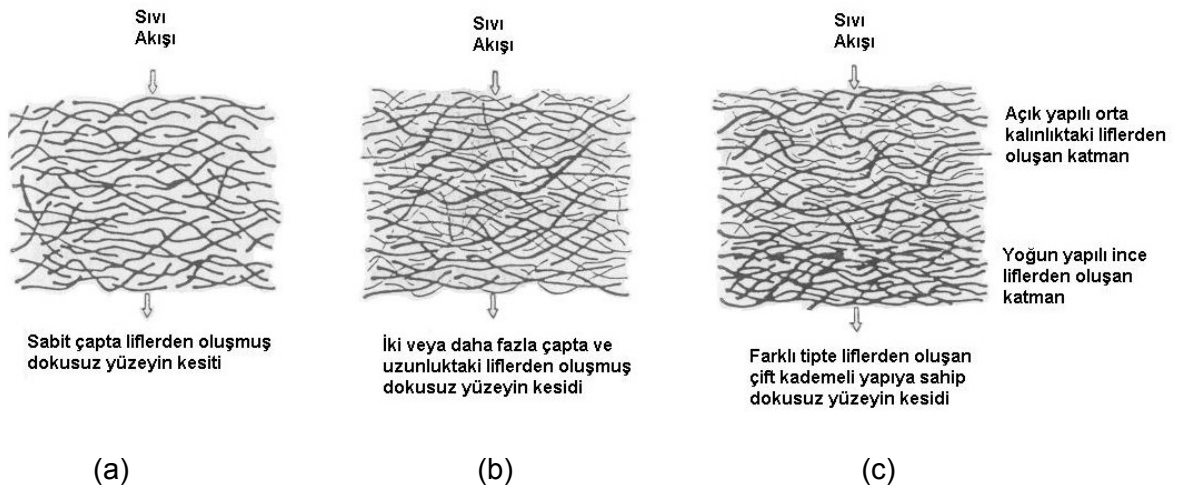 Sıvı
Akışı
Sıvı
Akışı
Sıvı
Akışı
Açık yapılı orta
kalınlıktaki liflerden
oluşan katman
Yoğun yapılı ince
liflerden oluşan
katman
Sabit çapta liflerden oluşmuş
dokusuz yüzeyin kesiti
İki veya daha fazla çapta ve
uzunluktaki liflerden oluşmuş
dokusuz yüzeyin kesidi
Farklı tipte liflerden oluşan
çift kademeli yapıya sahip
dokusuz yüzeyin kesidi
(a)
(b)
(c)